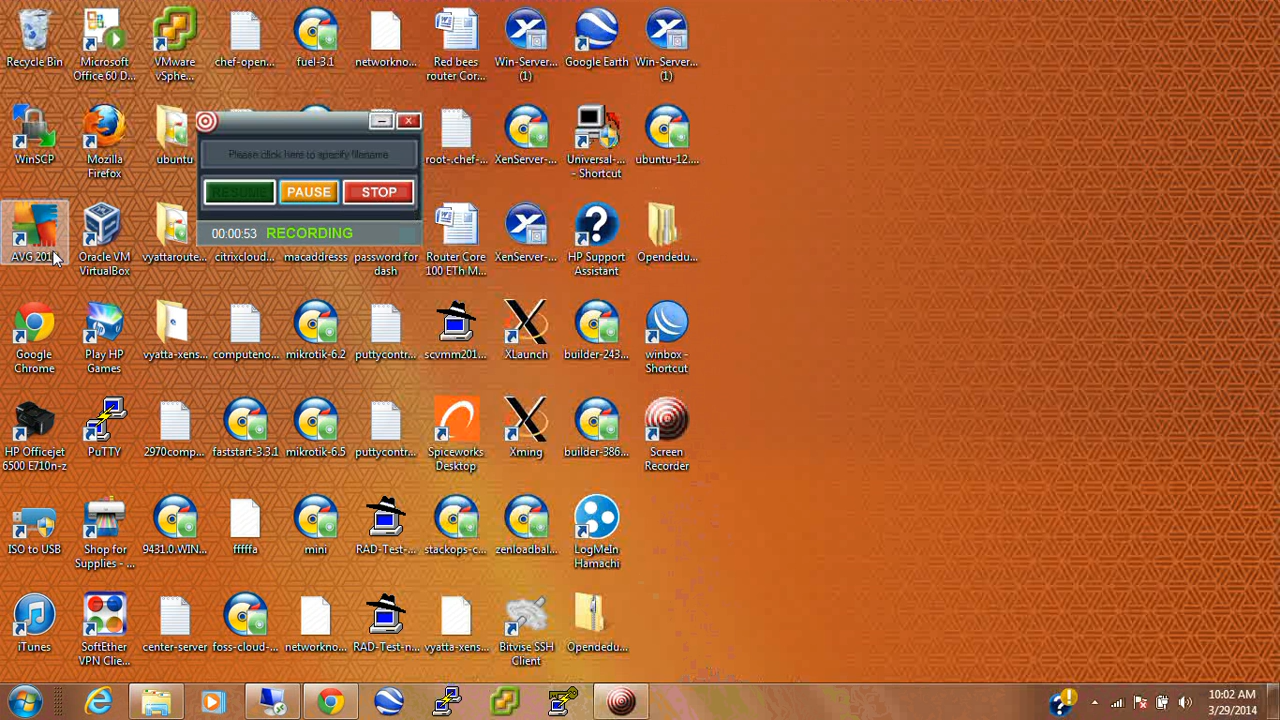 Recycle Bin
Microsoft
Office 60 D...
VMware
vSphe...
chef-open...
fuel-3.1
networkno...
Red bees
router Cor...
Win-Server...
(1)
Google Earth
Win-Server...
(1)
WinSCP
Mozilla
Firefox
ubuntu
Please click here to specify filename
RESUME
PAUSE
STOP
00:00:53
RECORDING
root-.chef-...
XenServer-...
Universal-...
- Shortcut
ubuntu-12....
AVG 201
Oracle VM
VirtualBox
vyattaroute...
citrixcloud...
macaddresss
password for
dash
Router Core
100 ETh M...
XenServer-...
HP Support
Assistant
Opendedu...
Google
Chrome
Play HP
Games
vyatta-xens...
computeno...
mikrotik-6.2
puttycontr...
scvmm201...
XLaunch
builder-243...
winbox -
Shortcut
HP Officejet
6500 E710n-z
PuTTY
2970comp...
faststart-3.3.1
mikrotik-6.5
puttycontr...
Spiceworks
Desktop
Xming
builder-386...
Screen
Recorder
ISO to USB
Shop for
Supplies - ...
9431.0.WIN...
fffffa
mini
RAD-Test-...
stackops-c...
zenloadbal...
LogMeIn
Hamachi
iTunes
SoftEther
VPN Clie...
center-server
foss-cloud-...
networkno...
RAD-Test-n...
vyatta-xens...
Bitvise SSH
Client
Opendedu...
10:02 AM
3/29/2014